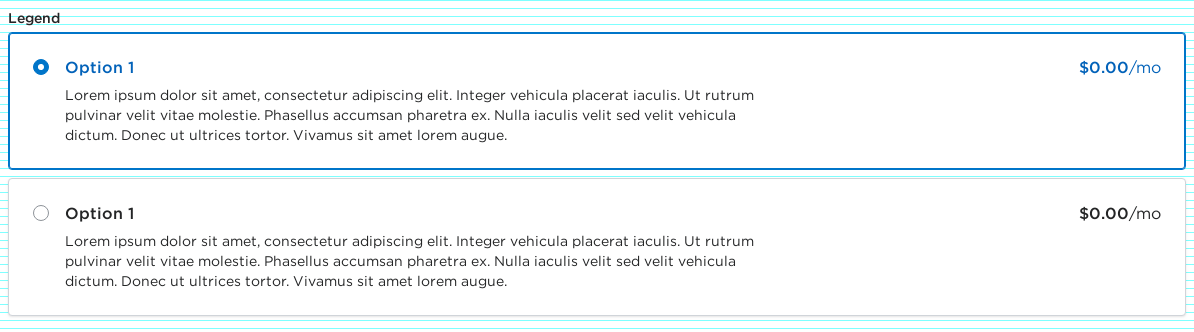 Legend
Option 1 $0.00/mo
Lorem ipsum dolor sit amet, consectetur adipiscing elit. Integer vehicula placerat iaculis. Ut rutrum
pulvinar velit vitae molestie. Phasellus accumsan pharetra ex. Nulla iaculis velit sed velit vehicula
dictum. Donec ut ultrices tortor. Vivamus sit amet lorem augue.
Option 1 $0.00/mo
Lorem ipsum dolor sit amet, consectetur adipiscing elit. Integer vehicula placerat iaculis. Ut rutrum
pulvinar velit vitae molestie. Phasellus accumsan pharetra ex. Nulla iaculis velit sed velit vehicula
dictum. Donec ut ultrices tortor. Vivamus sit amet lorem augue.